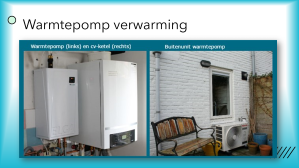 Warmtepomp verwarming
Warmtepomp (links) en cv-ketel (rechts)
Buitenunit warmtepomp